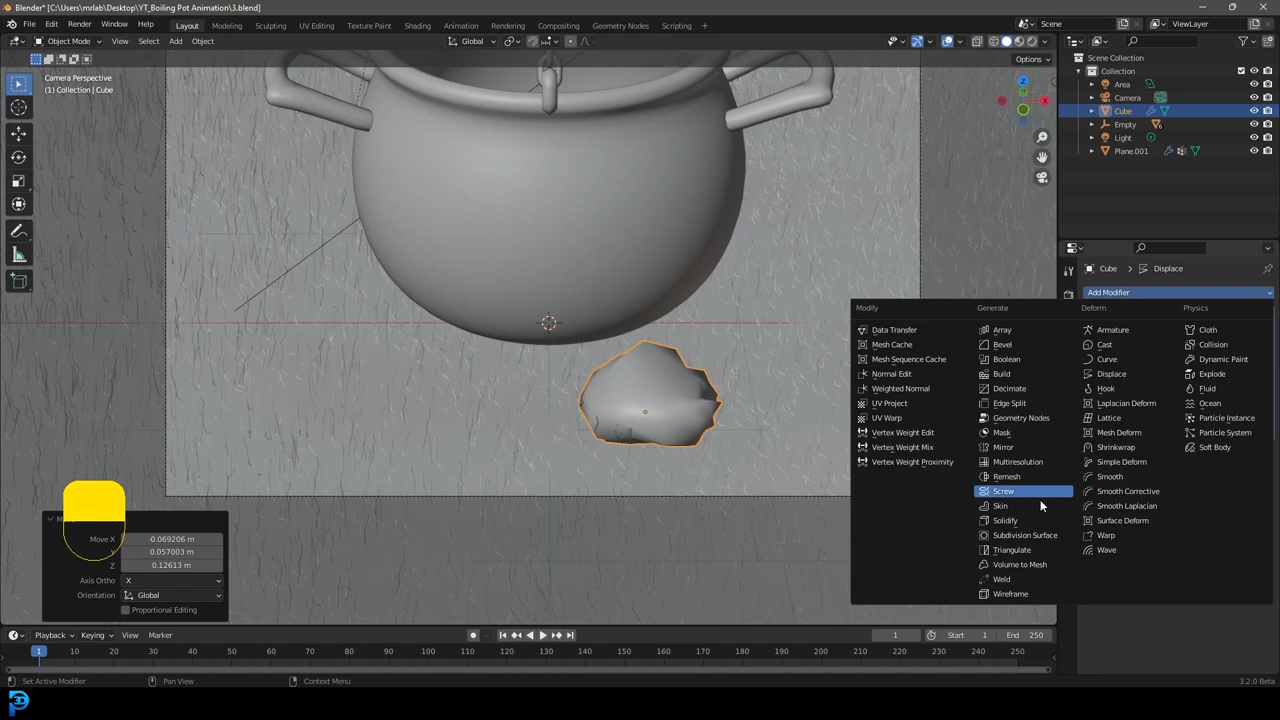 Blender* [C:\Users\mrlab\Desktop\YT_Boiling Pot Animation\3.blend]
File Edit Render Window Help Layout Modeling Sculpting UV Editing Texture Paint Shading Animation Rendering Compositing Geometry Nodes Scripting + Scene ViewLayer
Object Mode View Select Add Object Global
Options
Camera Perspective
(1) Collection | Cube
Z
X
Scene Collection
Collection
Area
Camera
Cube
Empty 6
Light
Plane.001
Cube > Displace
Add Modifier
Modify Generate Deform Physics
Data Transfer Array Armature Cloth
Mesh Cache Bevel Cast Collision
Mesh Sequence Cache Boolean Curve Dynamic Paint
Normal Edit Build Displace Explode
Weighted Normal Decimate Hook Fluid
UV Project Edge Split Laplacian Deform Ocean
UV Warp Geometry Nodes Lattice Particle Instance
Vertex Weight Edit Mask Mesh Deform Particle System
Vertex Weight Mix Mirror Shrinkwrap Soft Body
Vertex Weight Proximity Multiresolution Simple Deform
Remesh Smooth
Screw Smooth Corrective
Skin Smooth Laplacian
Solidify Surface Deform
Subdivision Surface Warp
Triangulate Wave
Volume to Mesh
Weld
Wireframe
Move X -0.069206 m
0.057003 m
Z 0.12613 m
Axis Ortho X
Orientation Global
Proportional Editing
Playback Keying View Marker 1 Start 1 End 250
1 10 20 30 40 50 60 70 80 90 100 110 120 130 140 150 160 170 180 190 200 210 220 230 240 250
Set Active Modifier Pan View Context Menu 3.2.0 Beta